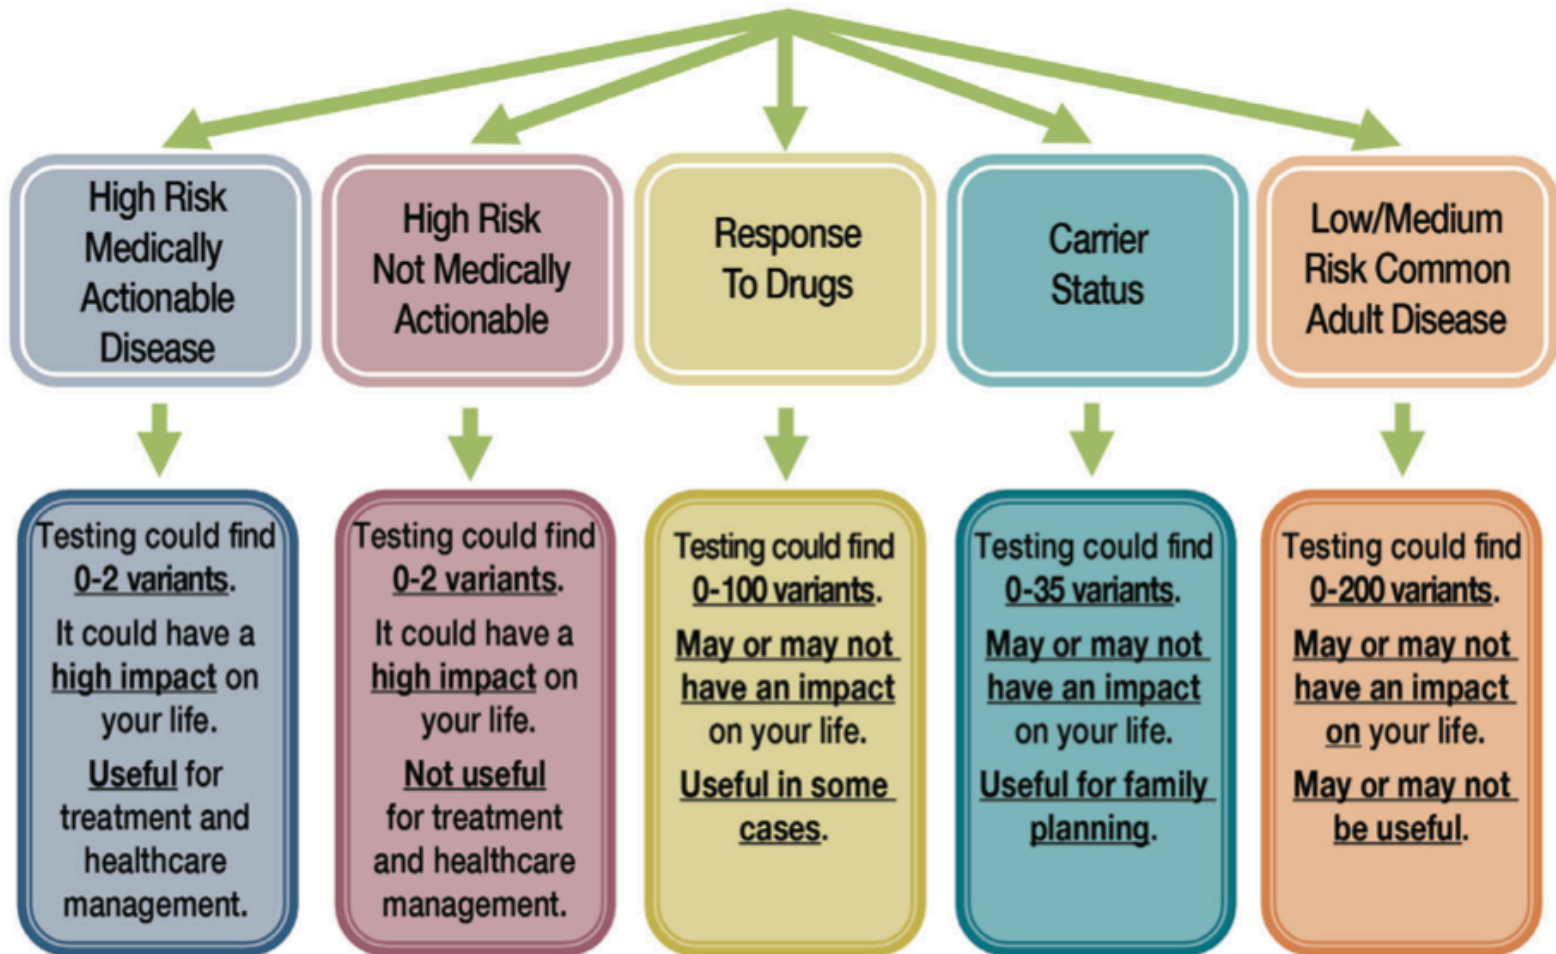 High Risk
Medically
Actionable
Disease
High Risk
Not Medically
Actionable
Response
To Drugs
Carrier
Status
Low/Medium
Risk Common
Adult Disease
Testing could find
0-2 variants.
It could have a
high impact on
your life.
Useful for
treatment and
healthcare
management.
Testing could find
0-2 variants.
It could have a
high impact on
your life.
Not useful
for treatment
and healthcare
management.
Testing could find
0-100 variants.
May or may not
have an impact
on your life.
Useful in some
cases.
Testing could find
0-35 variants.
May or may not
have an impact
on your life.
Useful for family
planning.
Testing could find
0-200 variants.
May or may not
have an impact
on your life.
May or may not
be useful.